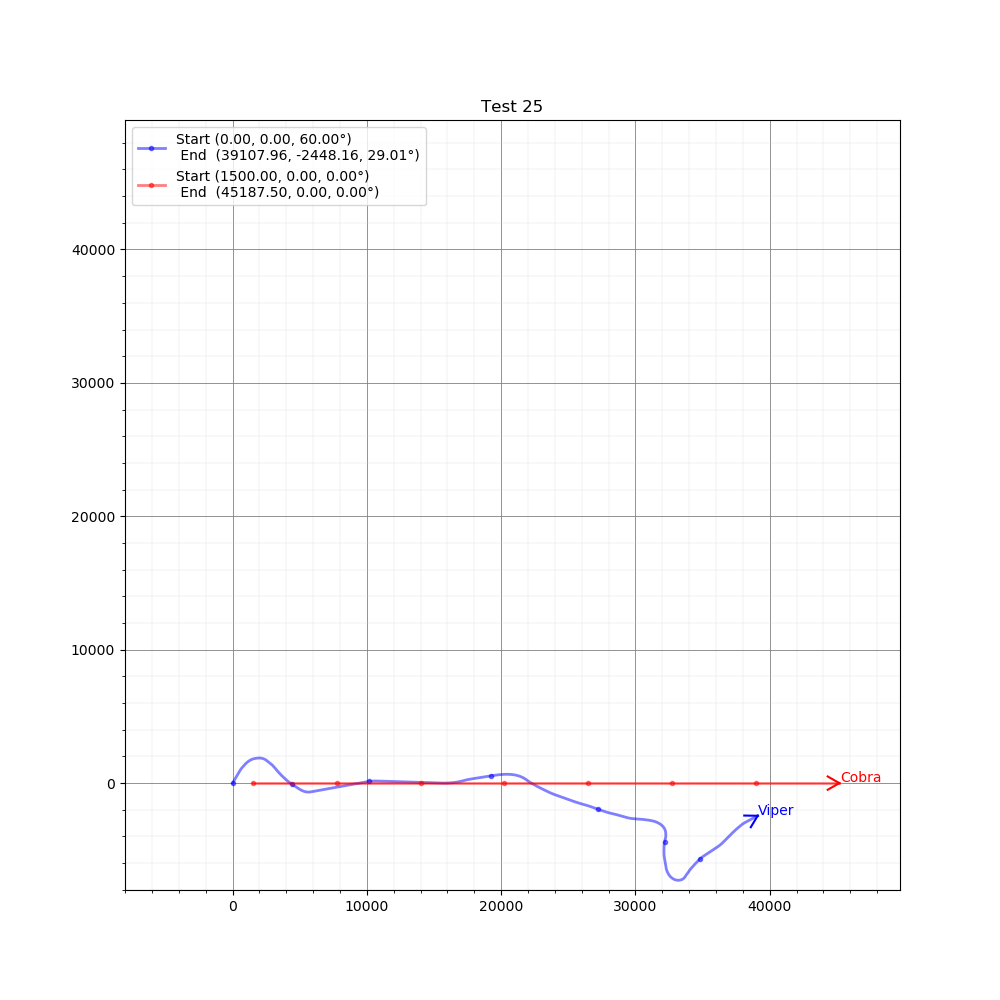 Test 25
Start (0.00, 0.00, 60.00°)
End (39107.96, -2448.16, 29.01°)
Start (1500.00, 0.00, 0.00°)
End (45187.50, 0.00, 0.00°)
40000
30000
20000
10000
0
Cobra
Viper
0 10000 20000 30000 40000